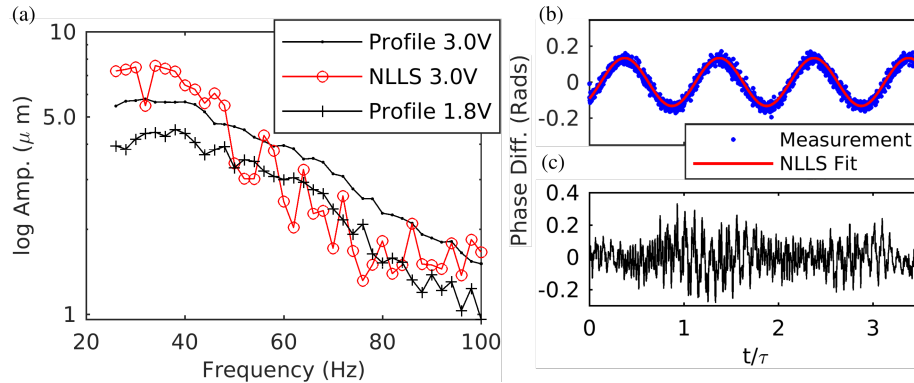 (a)
10
5.0
1
log Amp. (μ m)
20
40
60
80
100
Frequency (Hz)
Profile 3.0V
NLLS 3.0V
Profile 1.8V
(b)
0.2
0
-0.2
Phase Diff. (Rads)
Measurement
NLLS Fit
(c)
0.4
0.2
0
-0.2
0
1
2
3
t/τ